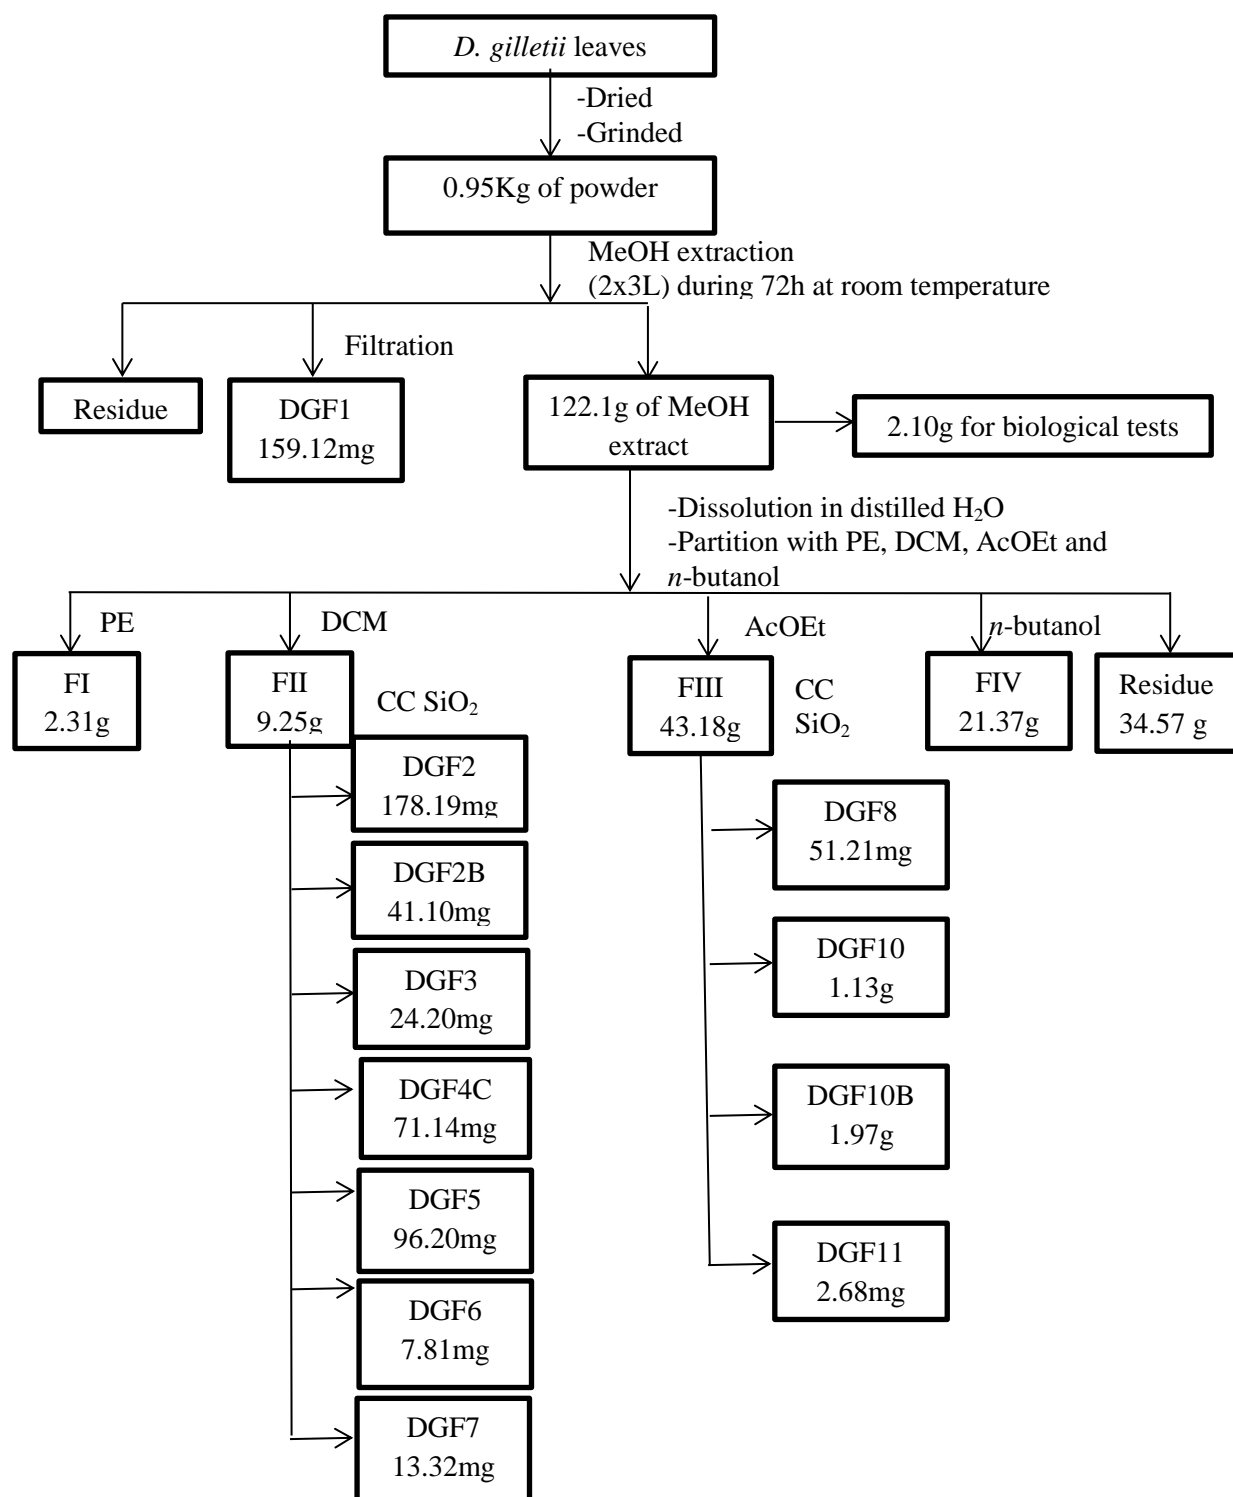 D. gilletii leaves
-Dried
-Grinded
0.95Kg of powder
MeOH extraction
(2x3L) during 72h at room temperature
Filtration
Residue
DGF1
159.12mg
122.1g of MeOH
extract
2.10g for biological tests
-Dissolution in distilled H₂O
-Partition with PE, DCM, AcOEt and
n-butanol
PE
DCM
AcOEt
n-butanol
FI
2.31g
FII
9.25g
CC SiO₂
FIII
43.18g
CC
SiO₂
FIV
21.37g
Residue
34.57 g
DGF2
178.19mg
DGF2B
41.10mg
DGF3
24.20mg
DGF4C
71.14mg
DGF5
96.20mg
DGF6
7.81mg
DGF7
13.32mg
DGF8
51.21mg
DGF10
1.13g
DGF10B
1.97g
DGF11
2.68mg